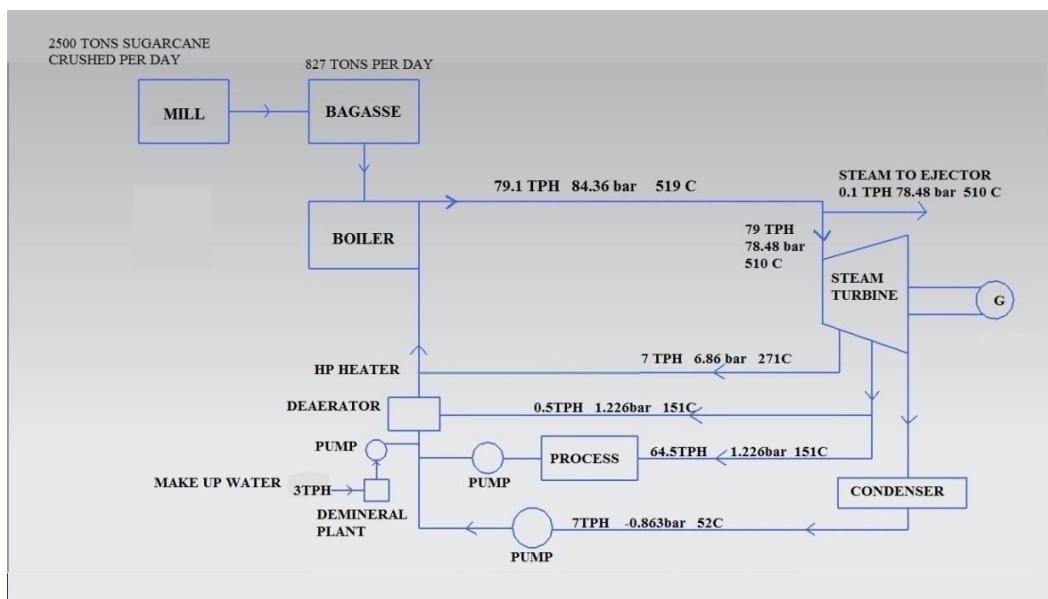 2500 TONS SUGARCANE
CRUSHED PER DAY
827 TONS PER DAY
MILL
BAGASSE
79.1 TPH 84.36 bar 519 C
STEAM TO EJECTOR
0.1 TPH 78.48 bar 510 C
BOILER
79 TPH
78.48 bar
510 C
STEAM
TURBINE
G
7 TPH 6.86 bar 271C
HP HEATER
DEAERATOR
0.5TPH 1.226bar 151C
PUMP
PROCESS
64.5TPH 1.226bar 151C
PUMP
MAKE UP WATER
3TPH
DEMINERAL
PLANT
CONDENSER
7TPH -0.863bar 52C
PUMP